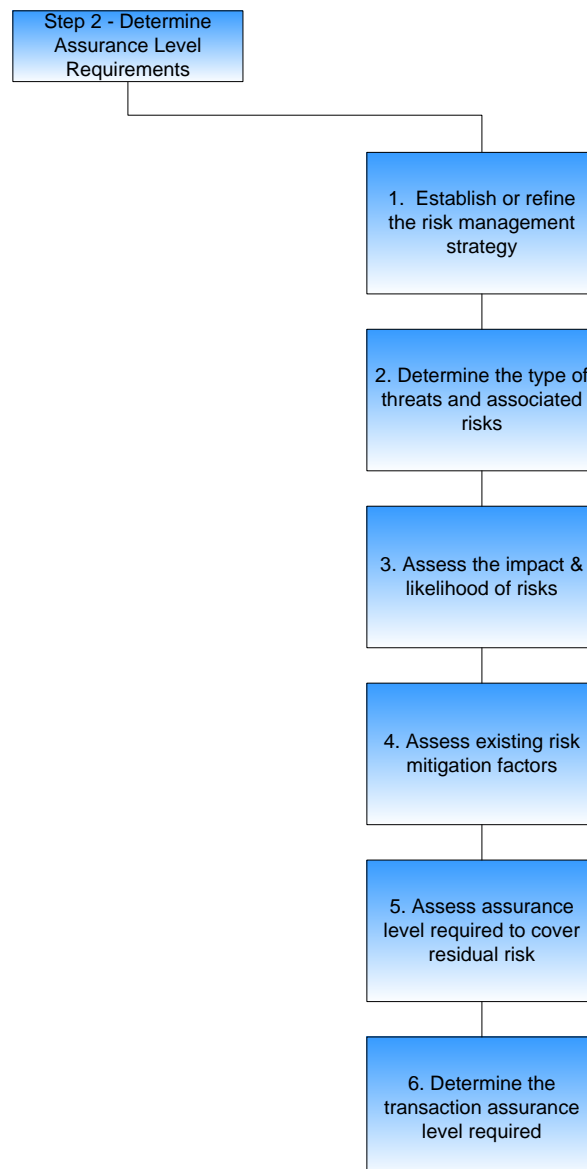 Step 2 - Determine
Assurance Level
Requirements
1. Establish or refine
the risk management
strategy
2. Determine the type of
threats and associated
risks
3. Assess the impact &
likelihood of risks
4. Assess existing risk
mitigation factors
5. Assess assurance
level required to cover
residual risk
6. Determine the
transaction assurance
level required